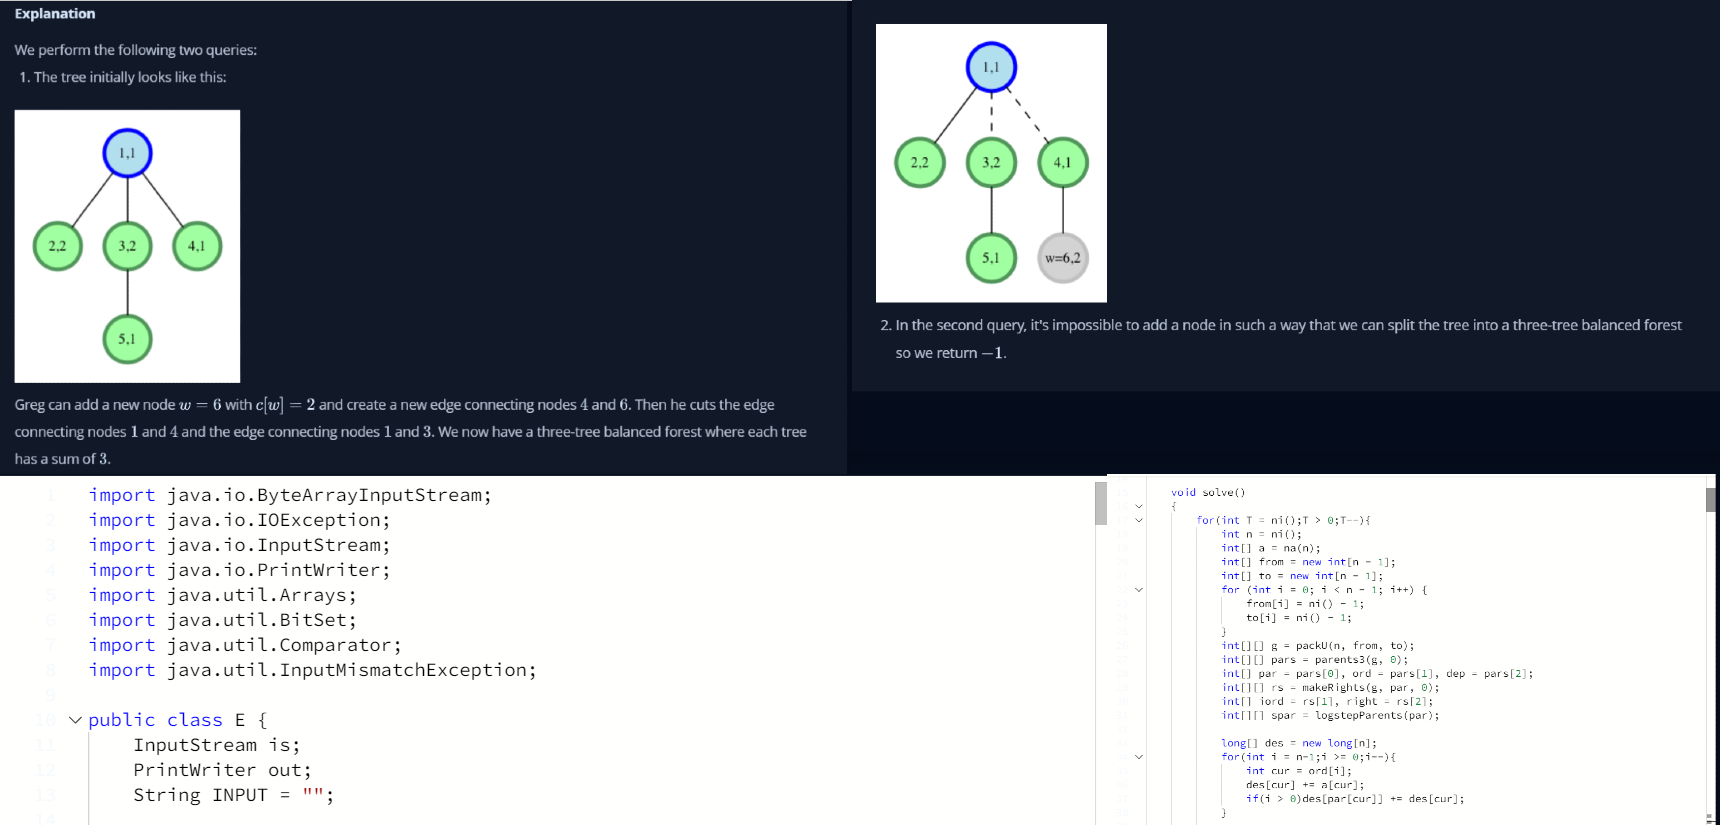 Explanation
We perform the following two queries:
1. The tree initially looks like this:
1,1
2,2
3,2
4,1
5,1
Greg can add a new node w = 6 with c[w] = 2 and create a new edge connecting nodes 4 and 6. Then he cuts the edge
connecting nodes 1 and 4 and the edge connecting nodes 1 and 3. We now have a three-tree balanced forest where each tree
has a sum of 3.
1,1
2,2
3,2
4,1
5,1
w=6,2
2. In the second query, it's impossible to add a node in such a way that we can split the tree into a three-tree balanced forest
so we return −1.
1 import java.io.ByteArrayInputStream;
2 import java.io.IOException;
3 import java.io.InputStream;
4 import java.io.PrintWriter;
5 import java.util.Arrays;
6 import java.util.BitSet;
7 import java.util.Comparator;
8 import java.util.InputMismatchException;
9
10 public class E {
11 InputStream is;
12 PrintWriter out;
13 String INPUT = "";
14
void solve()
{
for(int T = ni();T > 0;T--){
int n = ni();
int[] a = na(n);
int[] from = new int[n - 1];
int[] to = new int[n - 1];
for (int i = 0; i < n - 1; i++) {
from[i] = ni() - 1;
to[i] = ni() - 1;
}
int[][] g = packU(n, from, to);
int[][] pars = parents3(g, 0);
int[] par = pars[0], ord = pars[1], dep = pars[2];
int[][] rs = makeRights(g, par, 0);
int[] iord = rs[1], right = rs[2];
int[][] spar = logstepParents(par);
long[] des = new long[n];
for(int i = n-1;i >= 0;i--){
int cur = ord[i];
des[cur] += a[cur];
if(i > 0)des[par[cur]] += des[cur];
}